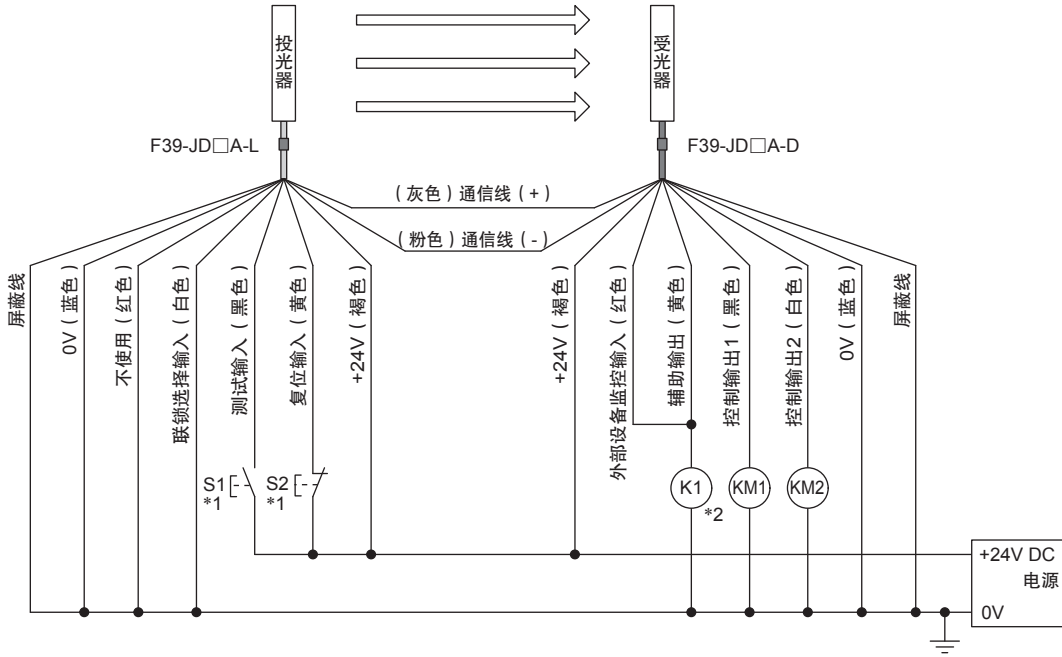 投光器
受光器
F39-JD□A-L
F39-JD□A-D
（灰色）通信线（+）
（粉色）通信线（-）
屏蔽线
0V（蓝色）
不使用（红色）
联锁选择输入（白色）
测试输入（黑色）
复位输入（黄色）
+24V（褐色）
+24V（褐色）
外部设备监控输入（红色）
辅助输出（黄色）
控制输出1（黑色）
控制输出2（白色）
0V（蓝色）
屏蔽线
S1
*1
S2
*1
K1
*2
KM1
KM2
+24V DC
电源
0V